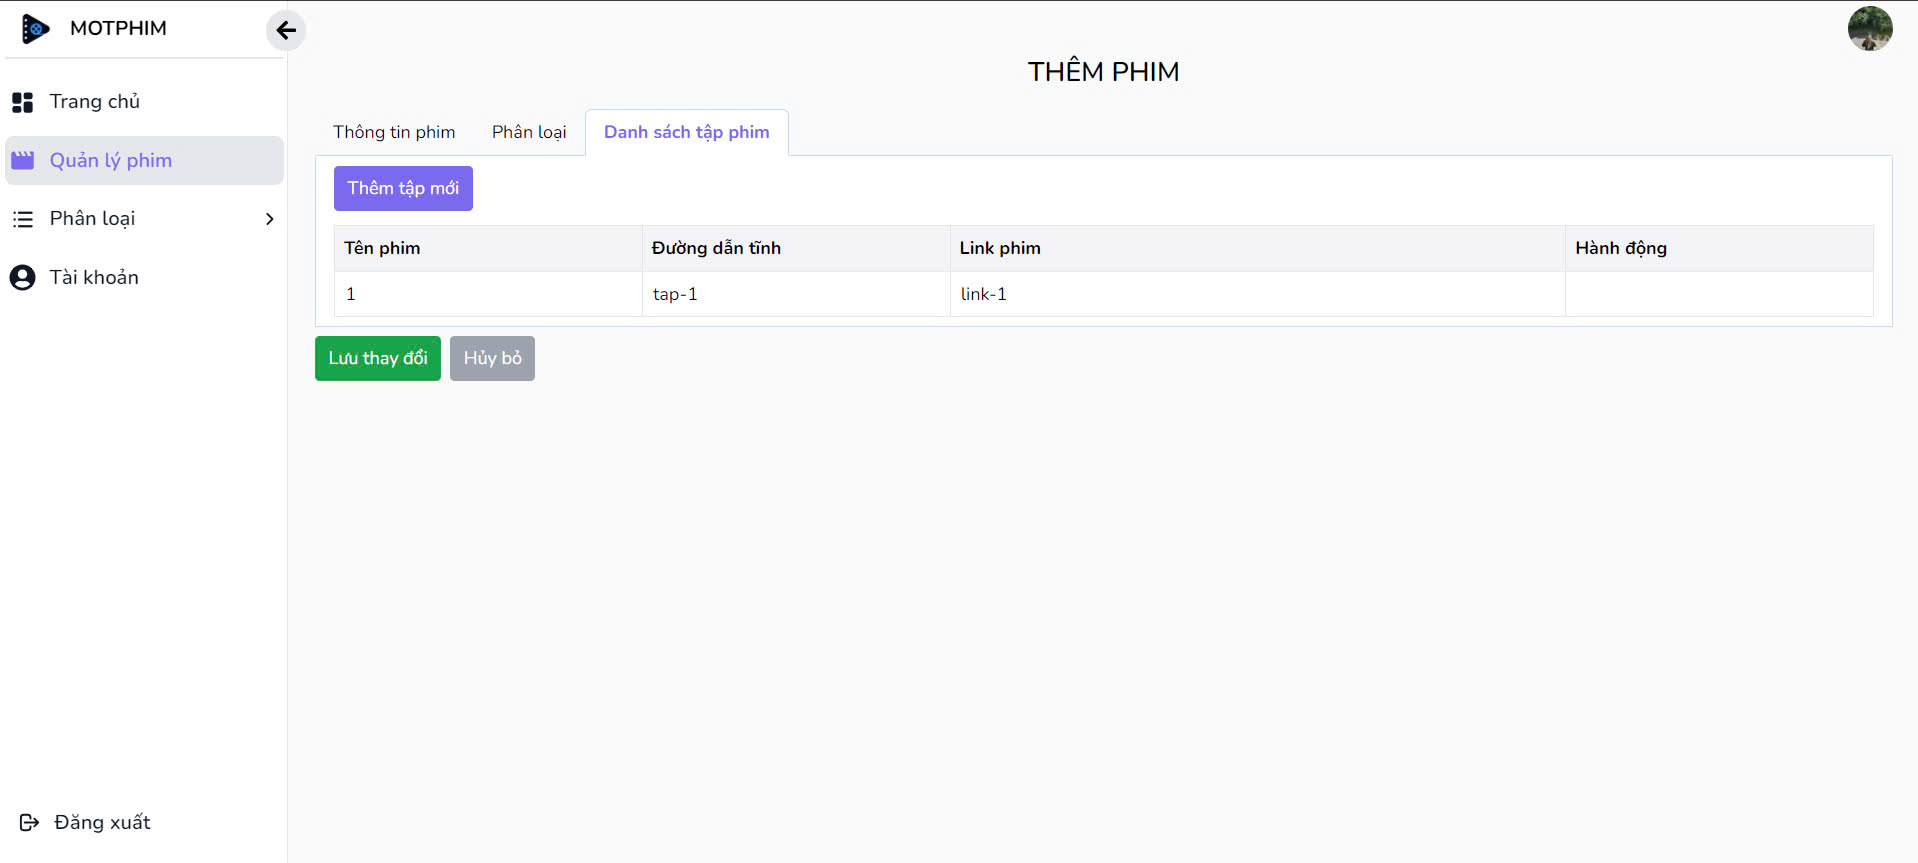 MOTPHIM
Trang chủ
Quản lý phim
Phân loại
Tài khoản
Đăng xuất
THÊM PHIM
Thông tin phim Phân loại Danh sách tập phim
Thêm tập mới
Tên phim Đường dẫn tĩnh Link phim Hành động
1 tap-1 link-1
Lưu thay đổi Hủy bỏ